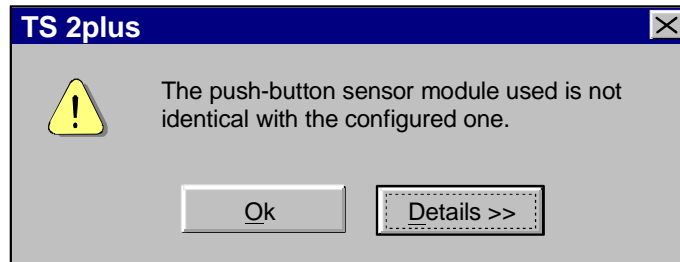 TS 2plus
The push-button sensor module used is not
identical with the configured one.
Ok
Details >>